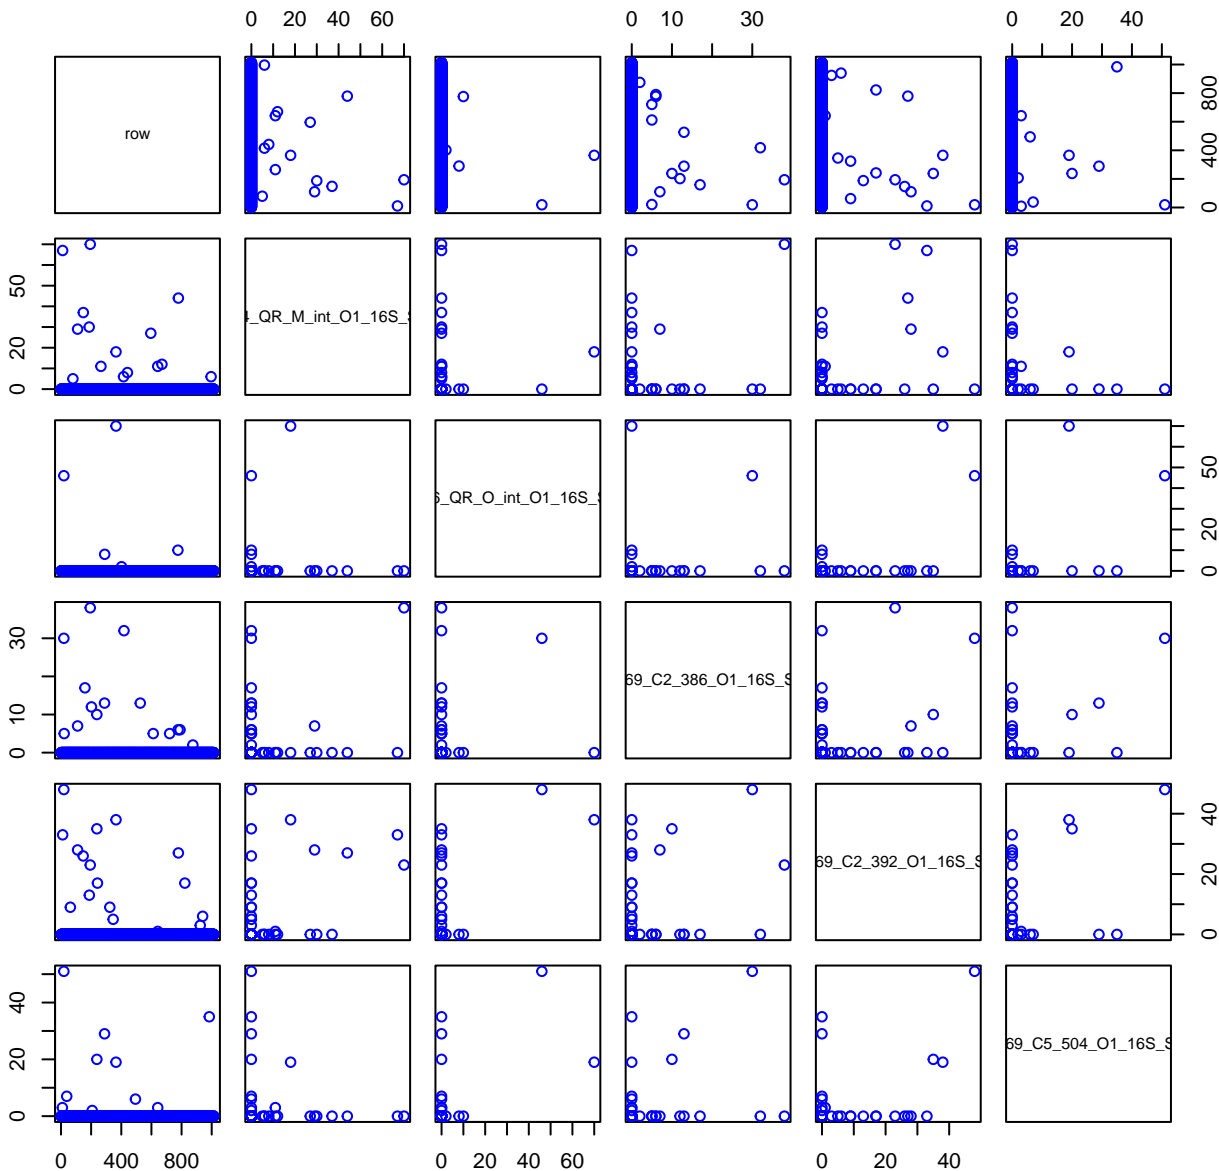 0 20 40 60
0 10 30
0 20 40
row
0 400 800
0 20 50
4_QR_M_int_O1_16S_S
6_QR_O_int_O1_16S_S
0 20 50
0 10 30
69_C2_386_O1_16S_S
69_C2_392_O1_16S_S
0 20 40
0 20 40
69_C5_504_O1_16S_S
0 400 800
0 20 40 60
0 20 40